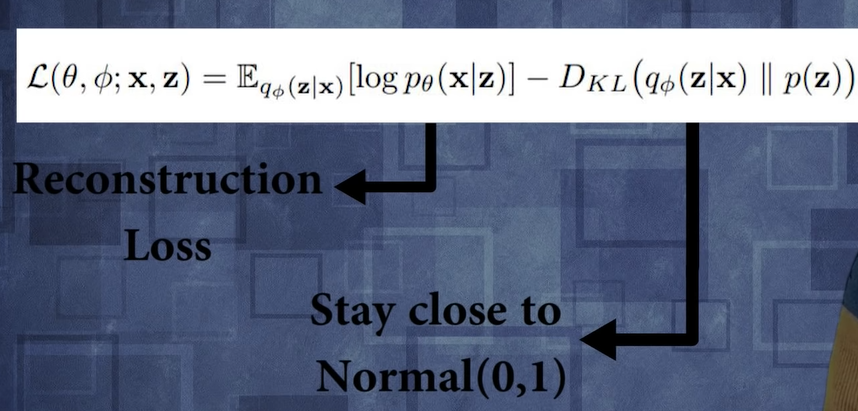 ℒ(θ, ϕ; x, z) = 𝔼_{q_ϕ(z|x)}[log p_θ(x|z)] − D_{KL}(q_ϕ(z|x) ∥ p(z))
Reconstruction
Loss
Stay close to
Normal(0,1)